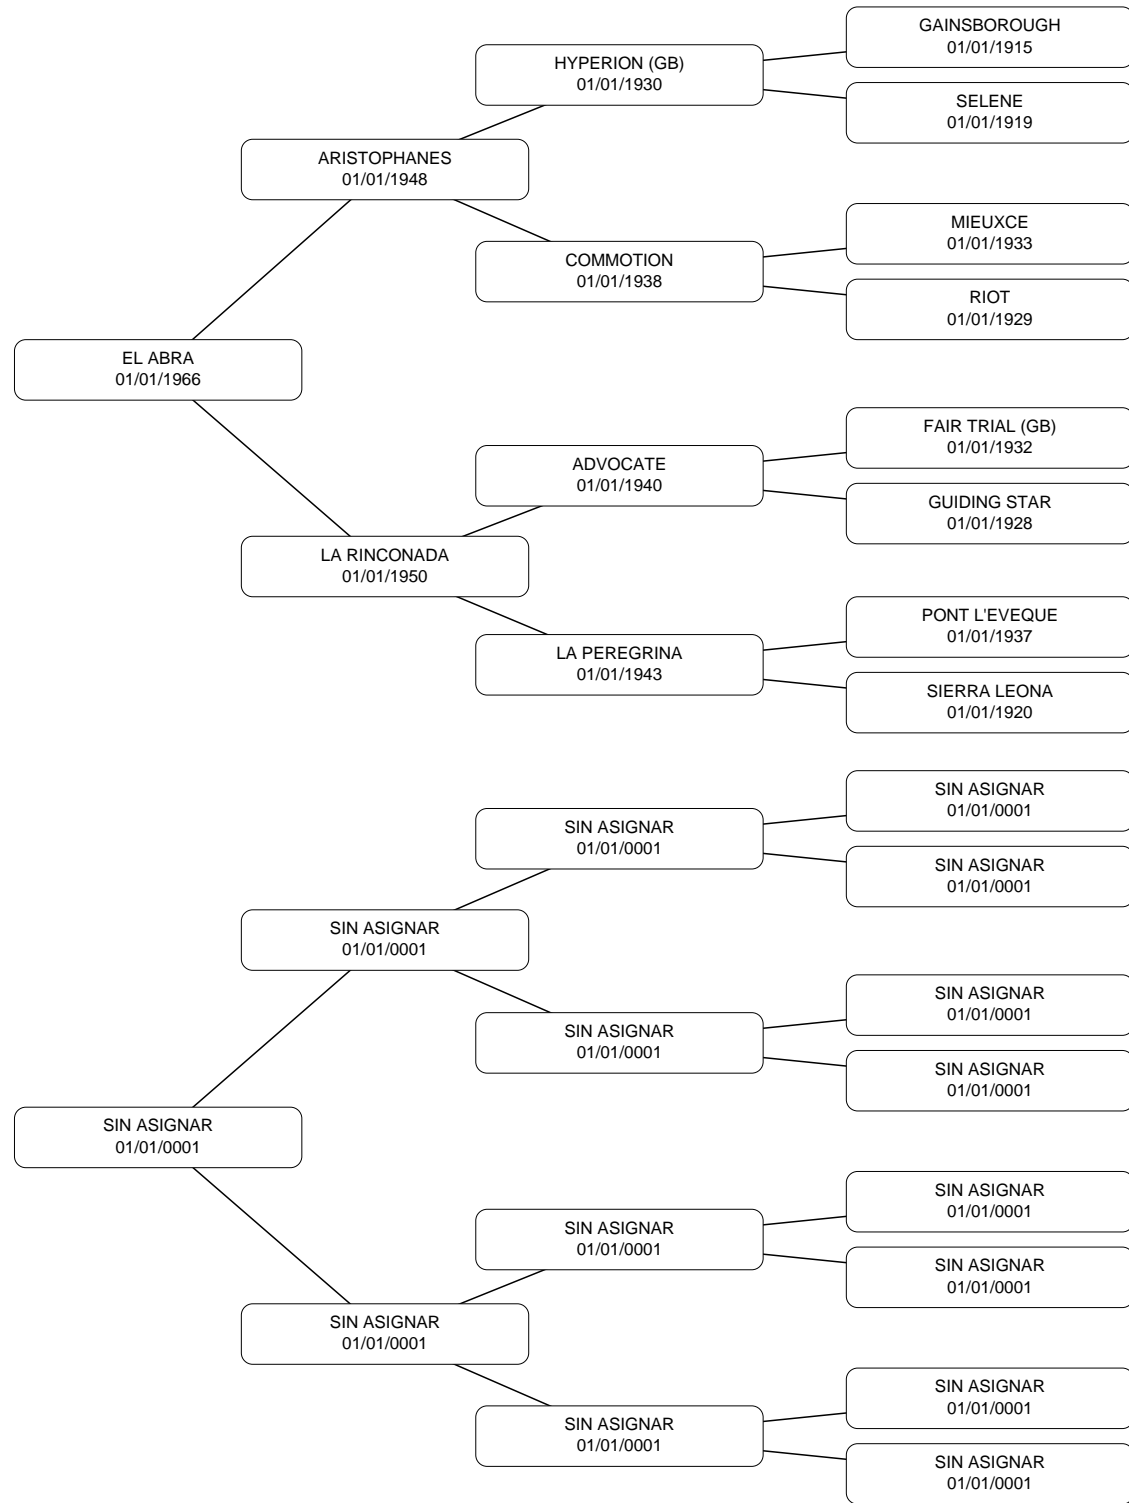 GAINSBOROUGH
01/01/1915
HYPERION (GB)
01/01/1930
SELENE
01/01/1919
ARISTOPHANES
01/01/1948
MIEUXCE
01/01/1933
COMMOTION
01/01/1938
RIOT
01/01/1929
EL ABRA
01/01/1966
FAIR TRIAL (GB)
01/01/1932
ADVOCATE
01/01/1940
GUIDING STAR
01/01/1928
LA RINCONADA
01/01/1950
PONT L'EVEQUE
01/01/1937
LA PEREGRINA
01/01/1943
SIERRA LEONA
01/01/1920
SIN ASIGNAR
01/01/0001
SIN ASIGNAR
01/01/0001
SIN ASIGNAR
01/01/0001
SIN ASIGNAR
01/01/0001
SIN ASIGNAR
01/01/0001
SIN ASIGNAR
01/01/0001
SIN ASIGNAR
01/01/0001
SIN ASIGNAR
01/01/0001
SIN ASIGNAR
01/01/0001
SIN ASIGNAR
01/01/0001
SIN ASIGNAR
01/01/0001
SIN ASIGNAR
01/01/0001
SIN ASIGNAR
01/01/0001
SIN ASIGNAR
01/01/0001
SIN ASIGNAR
01/01/0001